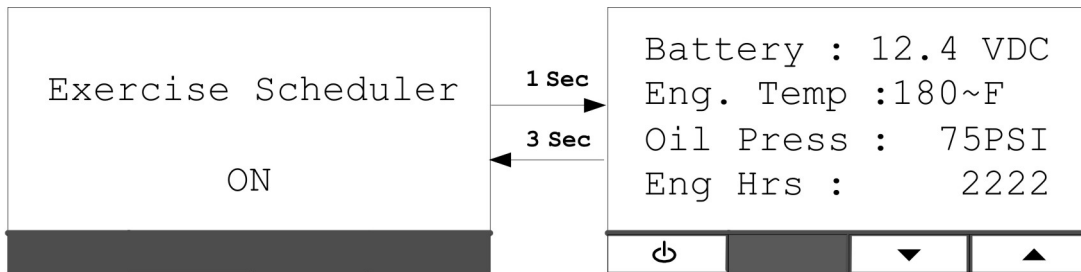 Exercise Scheduler
ON
1 Sec
3 Sec
Battery : 12.4 VDC
Eng. Temp :180~F
Oil Press :  75PSI
Eng Hrs :     2222